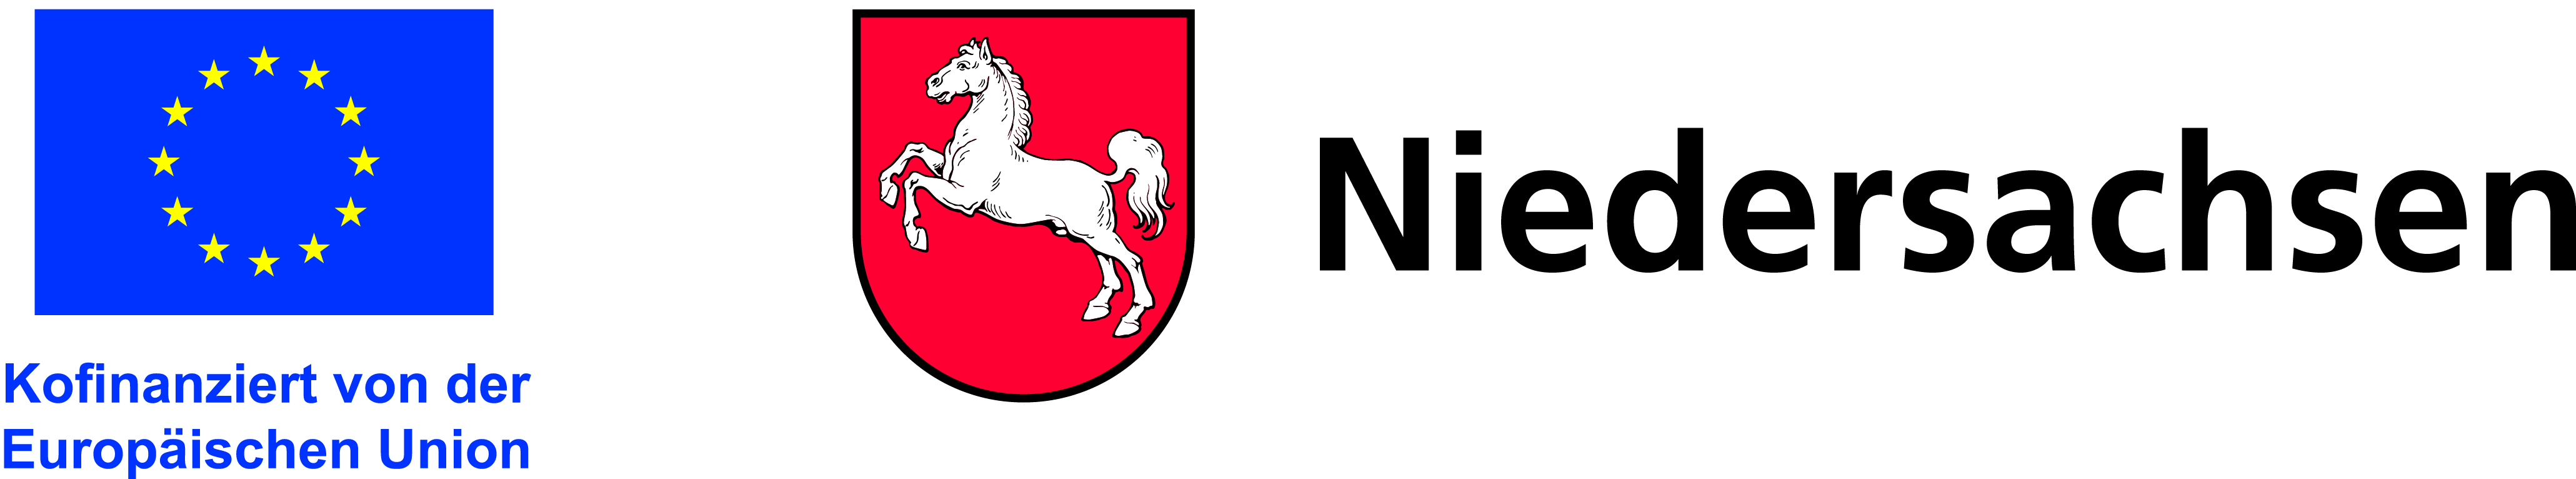 Niedersachsen
Kofinanziert von der
Europäischen Union